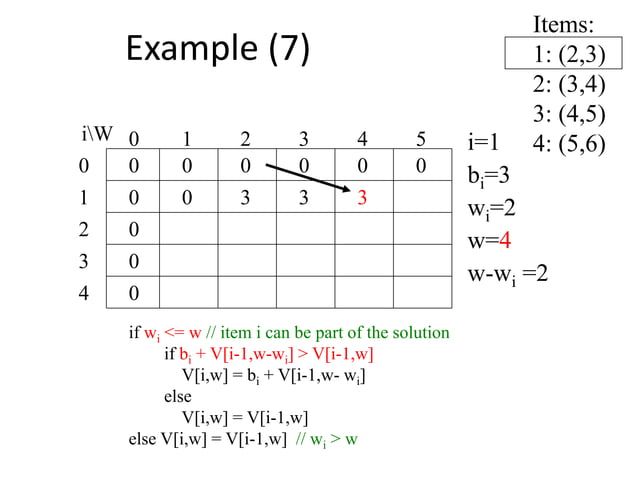 Example (7)
Items:
1: (2,3)
2: (3,4)
3: (4,5)
4: (5,6)
i\W 0 1 2 3 4 5
0 0 0 0 0 0 0
1 0 0 3 3 3
2 0
3 0
4 0
i=1
bi=3
wi=2
w=4
w-wi =2
if wi <= w // item i can be part of the solution
if bi + V[i-1,w-wi] > V[i-1,w]
V[i,w] = bi + V[i-1,w- wi]
else
V[i,w] = V[i-1,w]
else V[i,w] = V[i-1,w] // wi > w